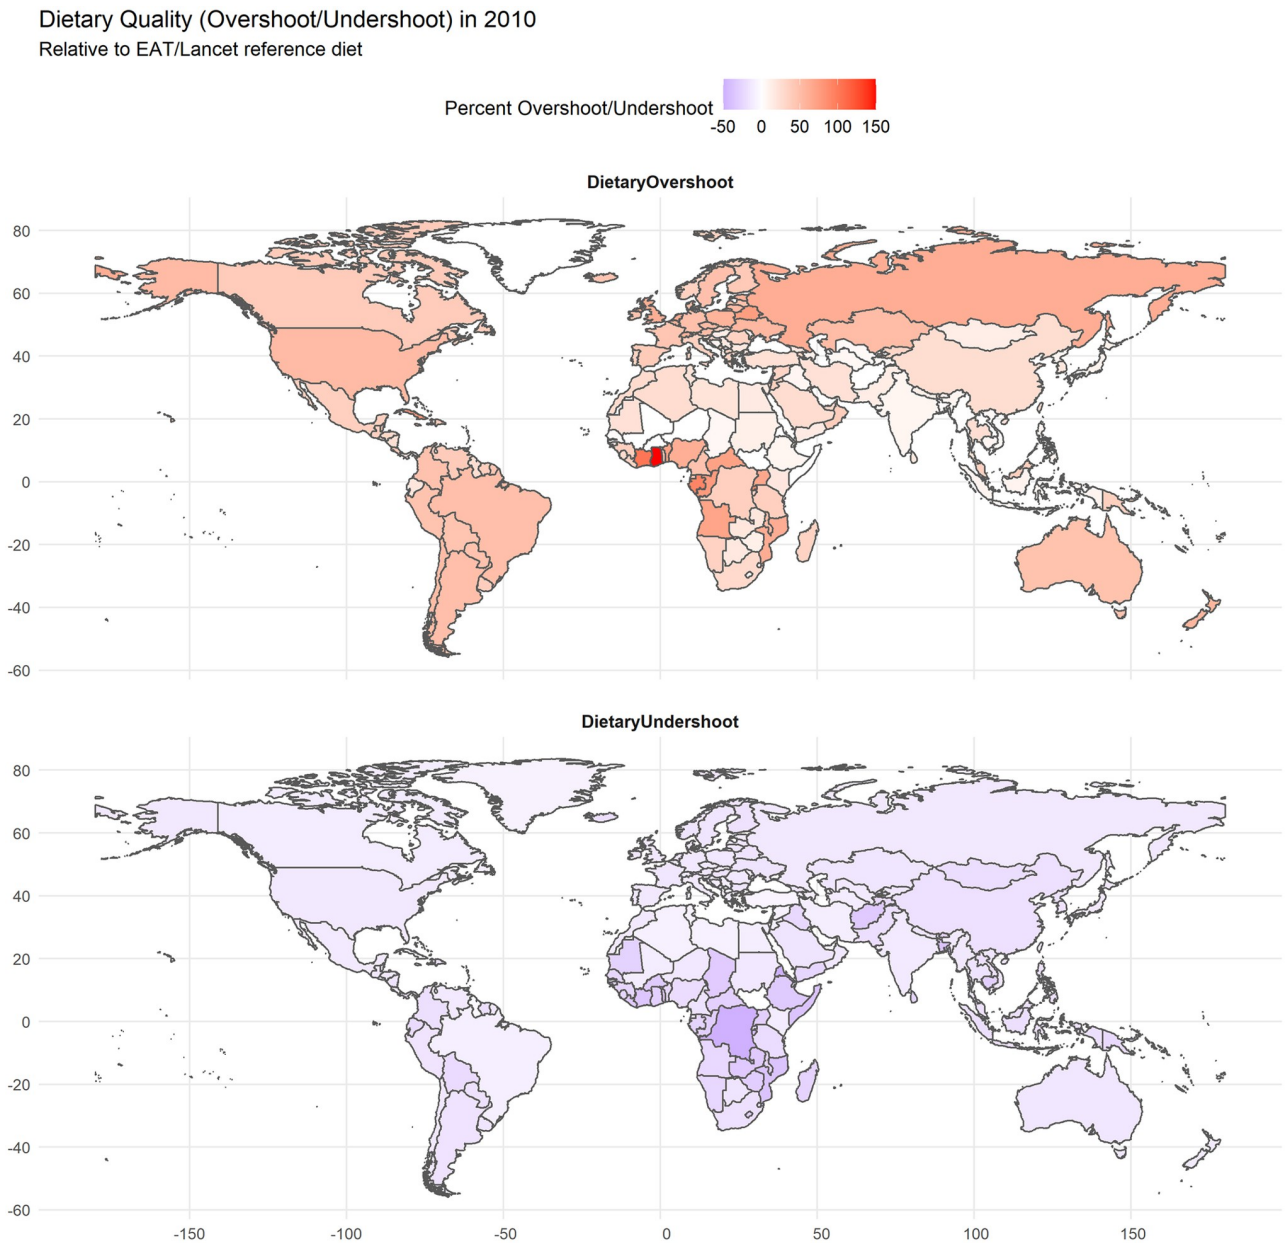 Dietary Quality (Overshoot/Undershoot) in 2010
Relative to EAT/Lancet reference diet
Percent Overshoot/Undershoot
-50 0 50 100 150
DietaryOvershoot
80
60
40
20
0
-20
-40
-60
DietaryUndershoot
80
60
40
20
0
-20
-40
-60
-150 -100 -50 0 50 100 150